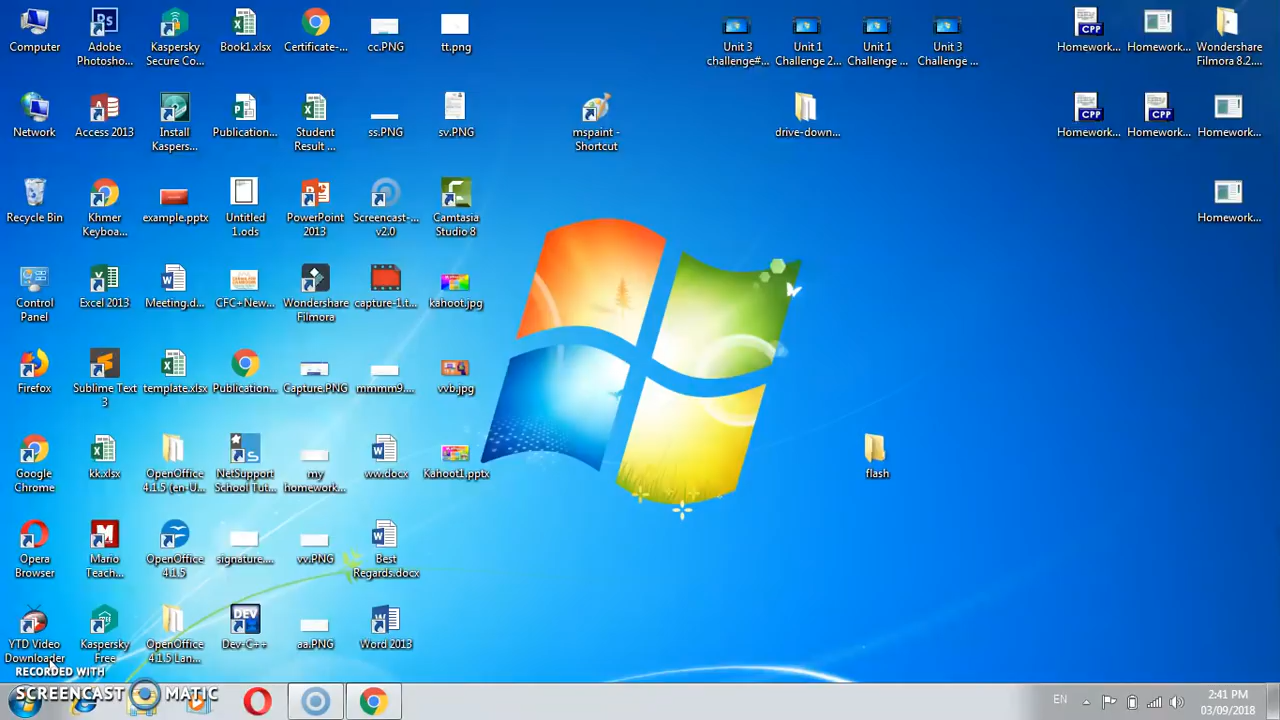 Computer
Adobe
Photosho...
Kaspersky
Secure Co...
Book1.xlsx
Certificate-...
cc.PNG
tt.png
Unit 3
challenge#...
Unit 1
Challenge 2...
Unit 1
Challenge ...
Unit 3
Challenge ...
CPP
Homework...
Homework...
Wondershare
Filmora 8.2....
Network
Access 2013
Install
Kaspers...
Publication...
Student
Result ...
ss.PNG
sv.PNG
mspaint -
Shortcut
drive-down...
CPP
Homework...
CPP
Homework...
Homework...
Recycle Bin
Khmer
Keyboa...
example.pptx
Untitled
1.ods
PowerPoint
2013
Screencast-...
v2.0
Camtasia
Studio 8
Homework...
Control
Panel
Excel 2013
Meeting.d...
CFC+New...
Wondershare
Filmora
capture-1.t...
kahoot.jpg
Firefox
Sublime Text
3
template.xlsx
Publication...
Capture.PNG
mmmm9....
vvb.jpg
Google
Chrome
kk.xlsx
OpenOffice
4.1.5 (en-U...
NetSupport
School Tut...
my
homework...
ww.docx
Kahoot1.pptx
flash
Opera
Browser
Mario
Teach...
OpenOffice
4.1.5
signature....
vv.PNG
Best
Regards.docx
YTD Video
Downloader
Kaspersky
Free
OpenOffice
4.1.5 Lan...
DEV
Dev-C++
aa.PNG
Word 2013
RECORDED WITH
SCREENCAST MATIC
EN
2:41 PM
03/09/2018